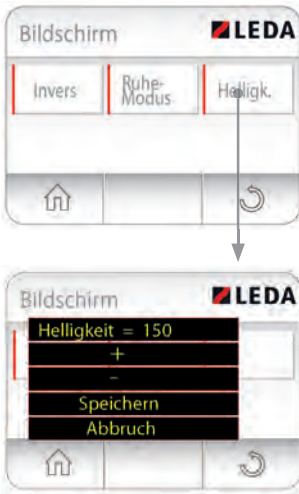 Bildschirm LEDA
Invers
Ruhe-
Modus
Helligk.
Bildschirm LEDA
Helligkeit = 150
+
-
Speichern
Abbruch